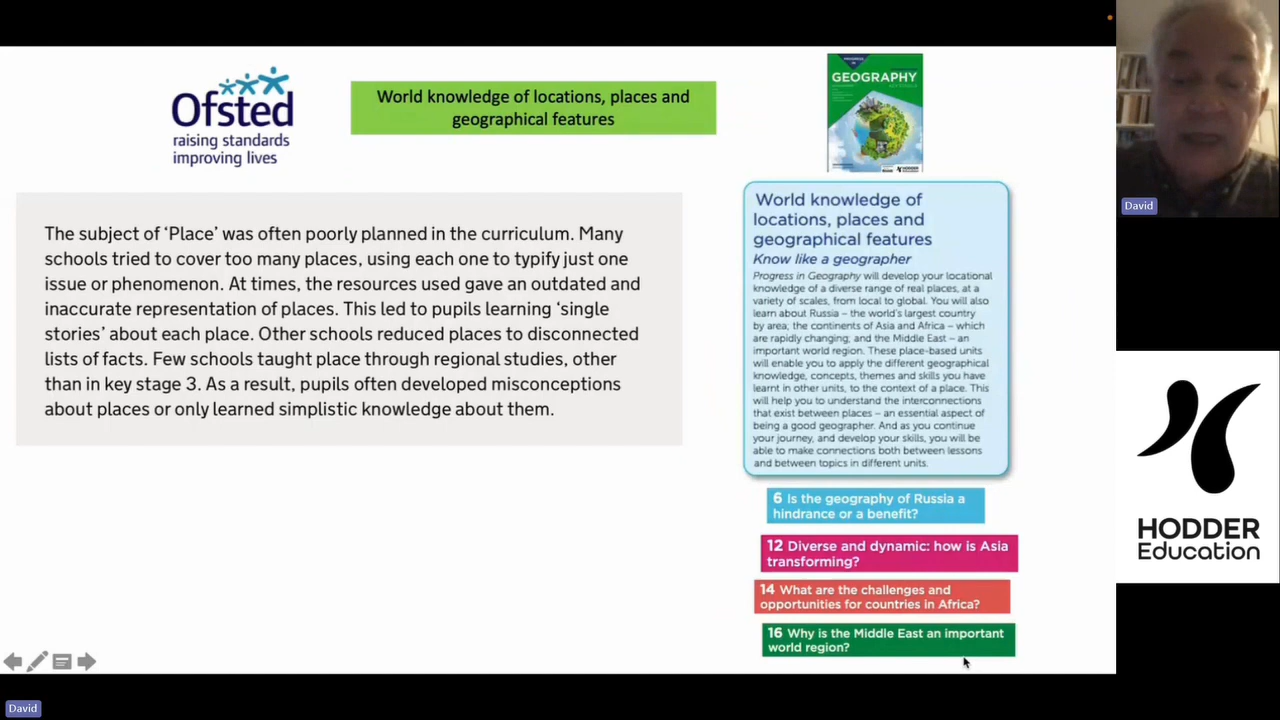 Ofsted
raising standards
improving lives
World knowledge of locations, places and
geographical features
GEOGRAPHY
The subject of ‘Place’ was often poorly planned in the curriculum. Many
schools tried to cover too many places, using each one to typify just one
issue or phenomenon. At times, the resources used gave an outdated and
inaccurate representation of places. This led to pupils learning ‘single
stories’ about each place. Other schools reduced places to disconnected
lists of facts. Few schools taught place through regional studies, other
than in key stage 3. As a result, pupils often developed misconceptions
about places or only learned simplistic knowledge about them.
World knowledge of
locations, places and
geographical features
Know like a geographer
Progress in Geography will develop your locational
knowledge of a diverse range of real places, at a
variety of scales, from local to global. You will also
learn about Russia – the world's largest country
by area; the continents of Asia and Africa – which
are rapidly changing; and the Middle East – an
important world region. These place-based units
will enable you to apply the different geographical
knowledge, concepts, themes and skills you have
learnt in other units, to the context of a place. This
will help you to understand the interconnections
that exist between places – an essential aspect of
being a good geographer. And as you continue
your journey, and develop your skills, you will be
able to make connections both between lessons
and between topics in different units.
6 Is the geography of Russia a
hindrance or a benefit?
12 Diverse and dynamic: how is Asia
transforming?
14 What are the challenges and
opportunities for countries in Africa?
16 Why is the Middle East an important
world region?
David
HODDER
Education
David